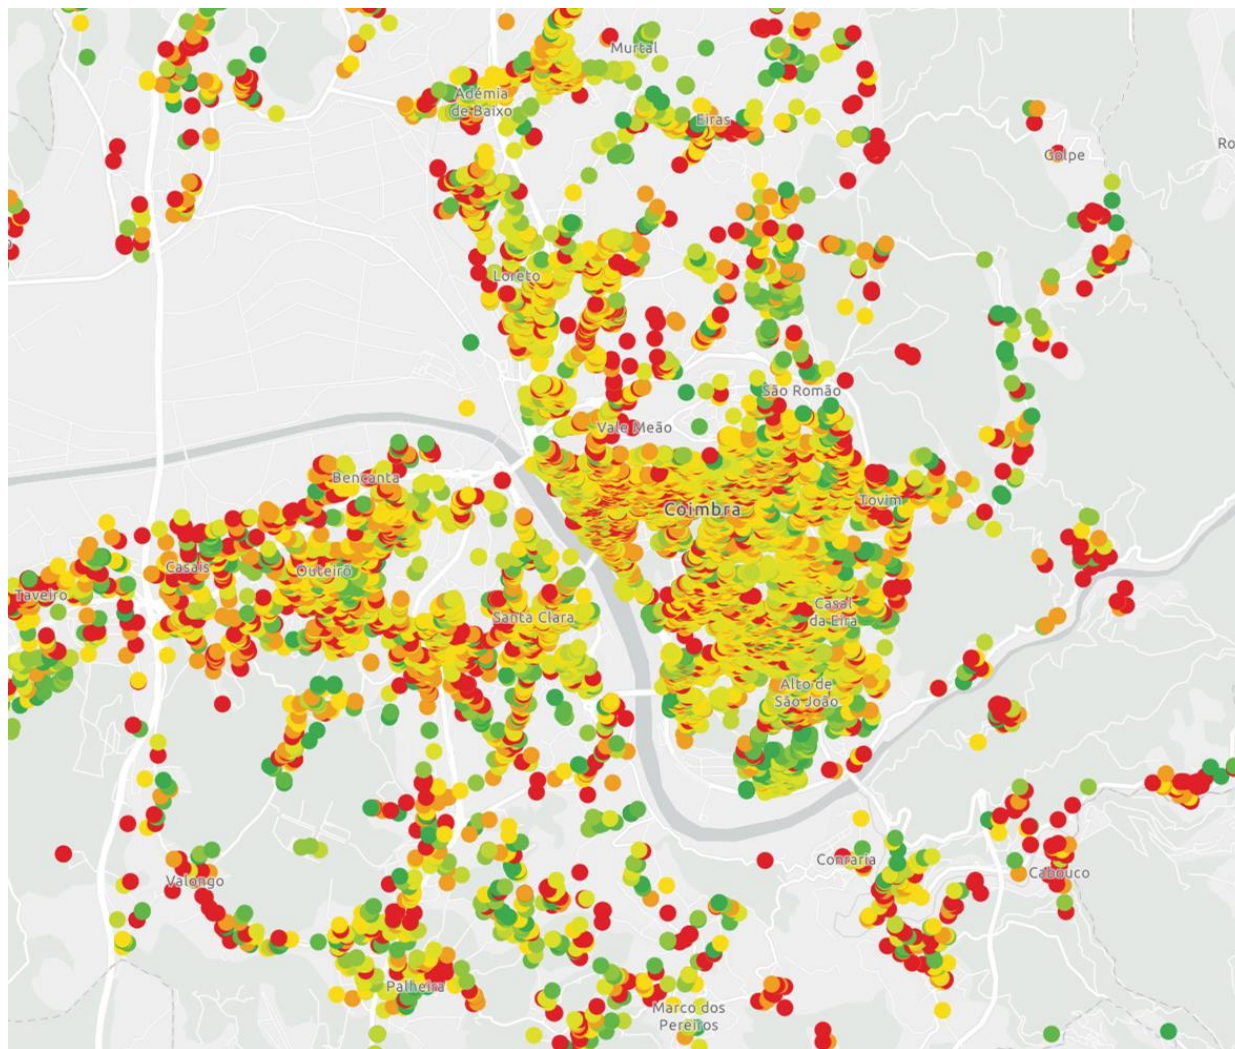 Murtal
Adémia
de Baixo
Eiras
Golpe
Ro
Loreto
São Romão
Vale Meão
Bencanta
Tovim
Coimbra
Casais
Outeiro
Taveiro
Santa Clara
Casal
da Eira
Alto de
São João
Conraria
Cabouco
Valongo
Palheira
Marco dos
Pereiros